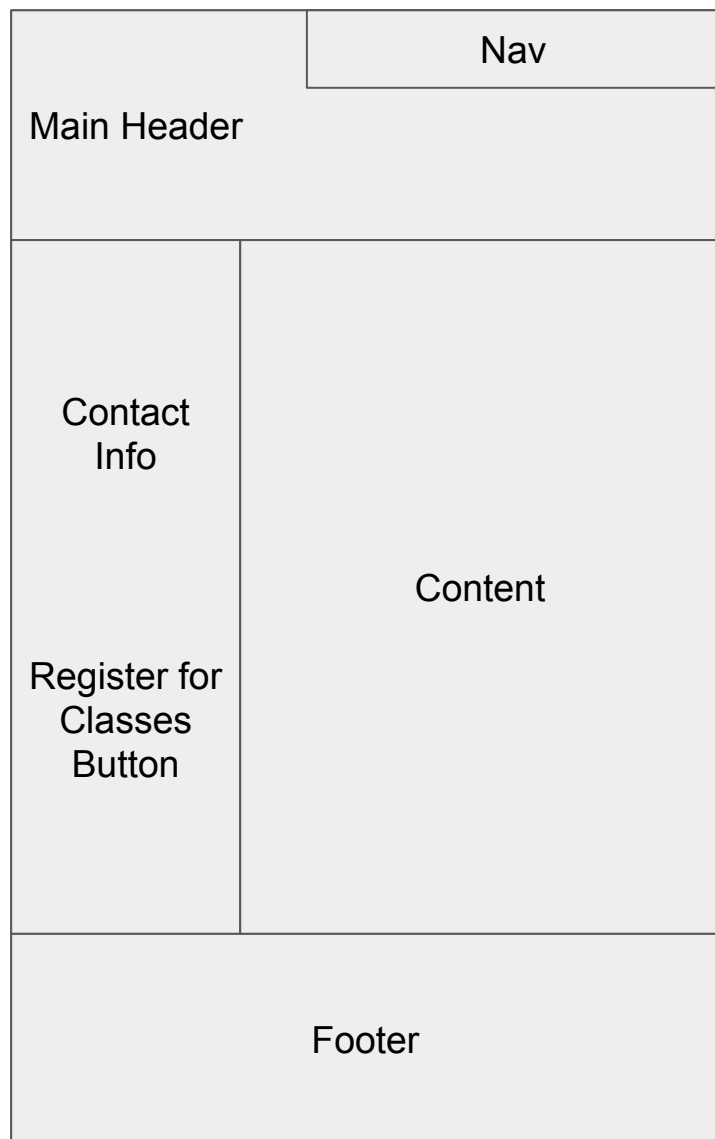 Nav
Main Header
Contact
Info
Register for
Classes
Button
Content
Footer